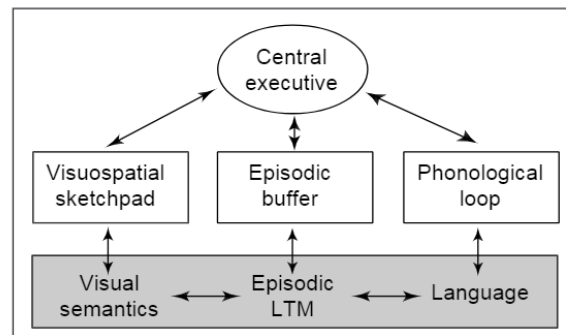 Central
executive
Visuospatial
sketchpad
Episodic
buffer
Phonological
loop
Visual
semantics
Episodic
LTM
Language